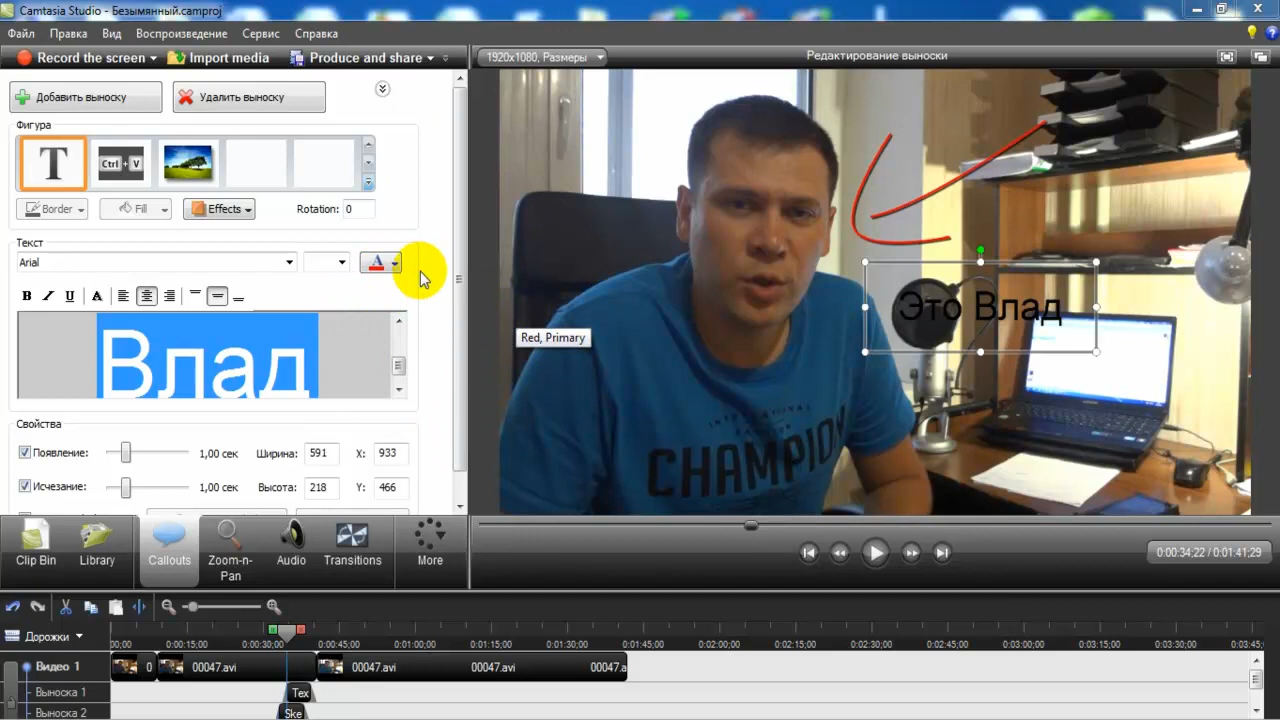 Camtasia Studio - Безымянный.camproj
Файл Правка Вид Воспроизведение Сервис Справка
Record the screen Import media Produce and share
1920x1080, Размеры Редактирование выноски
Добавить выноску Удалить выноску
Фигура
T Ctrl + V
Border Fill Effects Rotation: 0
Текст
Arial A
B I U A
Влад
Red, Primary
Это Влад
INTERNATIONAL
CHAMPION
Свойства
Появление: 1,00 сек Ширина: 591 X: 933
Исчезание: 1,00 сек Высота: 218 Y: 466
Clip Bin Library Callouts Zoom-n-Pan Audio Transitions More
0:00:34,22 / 0:01:41;29
Дорожки
00;00 0:00:15;00 0:00:30;00 0:00:45;00 0:01:00;00 0:01:15;00 0:01:30;00 0:01:45;00 0:02:00;00 0:02:15;00 0:02:30;00 0:02:45;00 0:03:00;00 0:03:15;00 0:03:30;00 0:03:45;0
Видео 1 0 00047.avi 00047.avi 00047.avi 00047.a
Выноска 1 Tex
Выноска 2 Ske